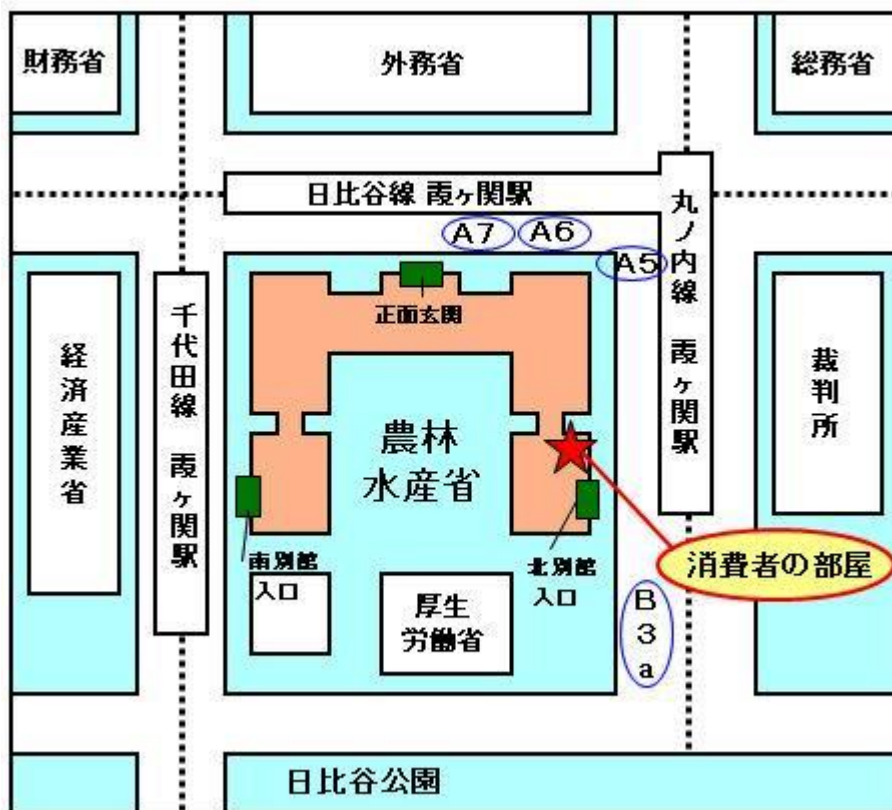 財務省
外務省
総務省
日比谷線 霞ヶ関駅
丸ノ内線 霞ヶ関駅
A7
A6
A5
正面玄関
千代田線 霞ヶ関駅
経済産業省
裁判所
農林
水産省
南別館
入口
北別館
入口
消費者の部屋
厚生
労働省
B3a
日比谷公園